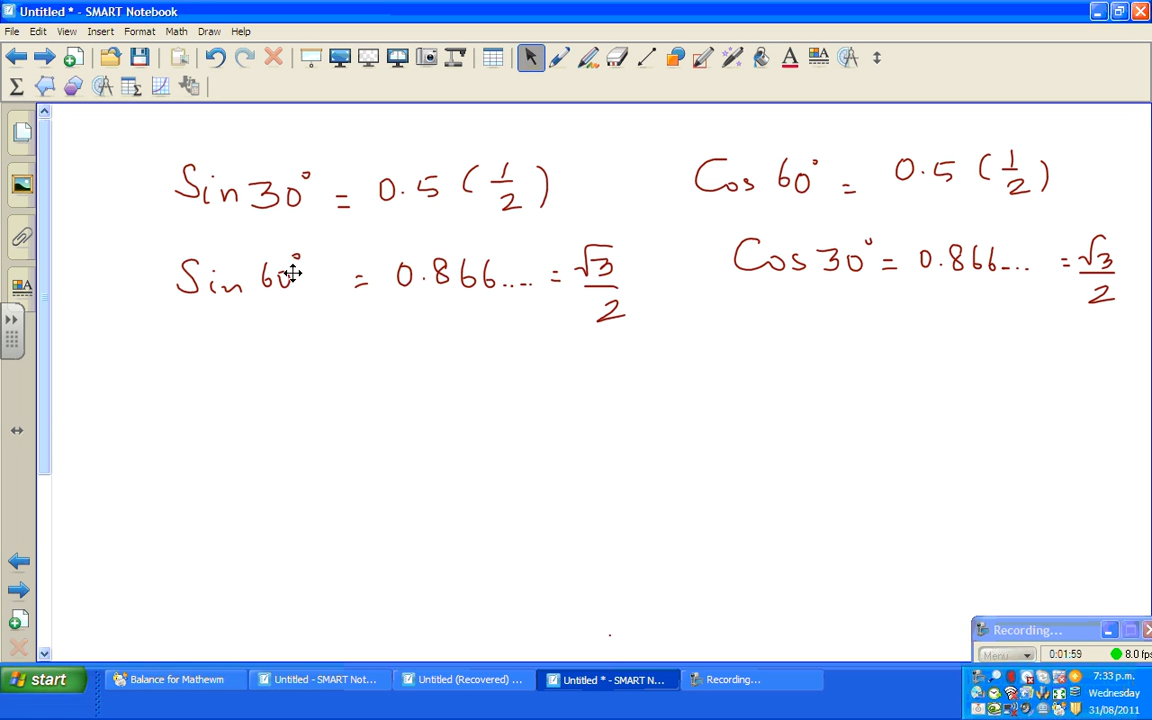 Untitled * - SMART Notebook
File Edit View Insert Format Math Draw Help
Sin 30° = 0.5 ( 1/2 )
Cos 60° = 0.5 ( 1/2 )
Sin 60° = 0.866.... = √3/2
Cos 30° = 0.866... = √3/2
Recording...
Menu 0:01:59 8.0 fps
start Balance for Mathewm Untitled - SMART Not... Untitled (Recovered) ... Untitled * - SMART N... Recording...
7:33 p.m.
Wednesday
31/08/2011